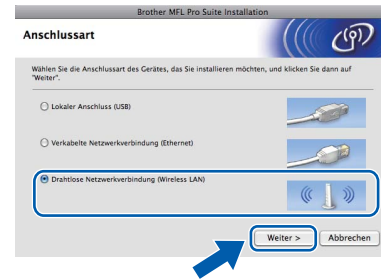 Brother MFL Pro Suite Installation
Anschlussart
Wählen Sie die Anschlussart des Gerätes, das Sie installieren möchten, und klicken Sie dann auf
"Weiter".
Lokaler Anschluss (USB)
Verkabelte Netzwerkverbindung (Ethernet)
Drahtlose Netzwerkverbindung (Wireless LAN)
Weiter >
Abbrechen